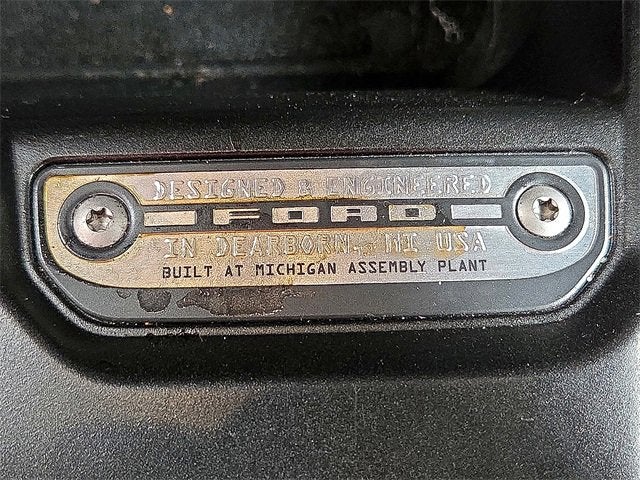 DESIGNED & ENGINEERED
FORD
IN DEARBORN, MI USA
BUILT AT MICHIGAN ASSEMBLY PLANT